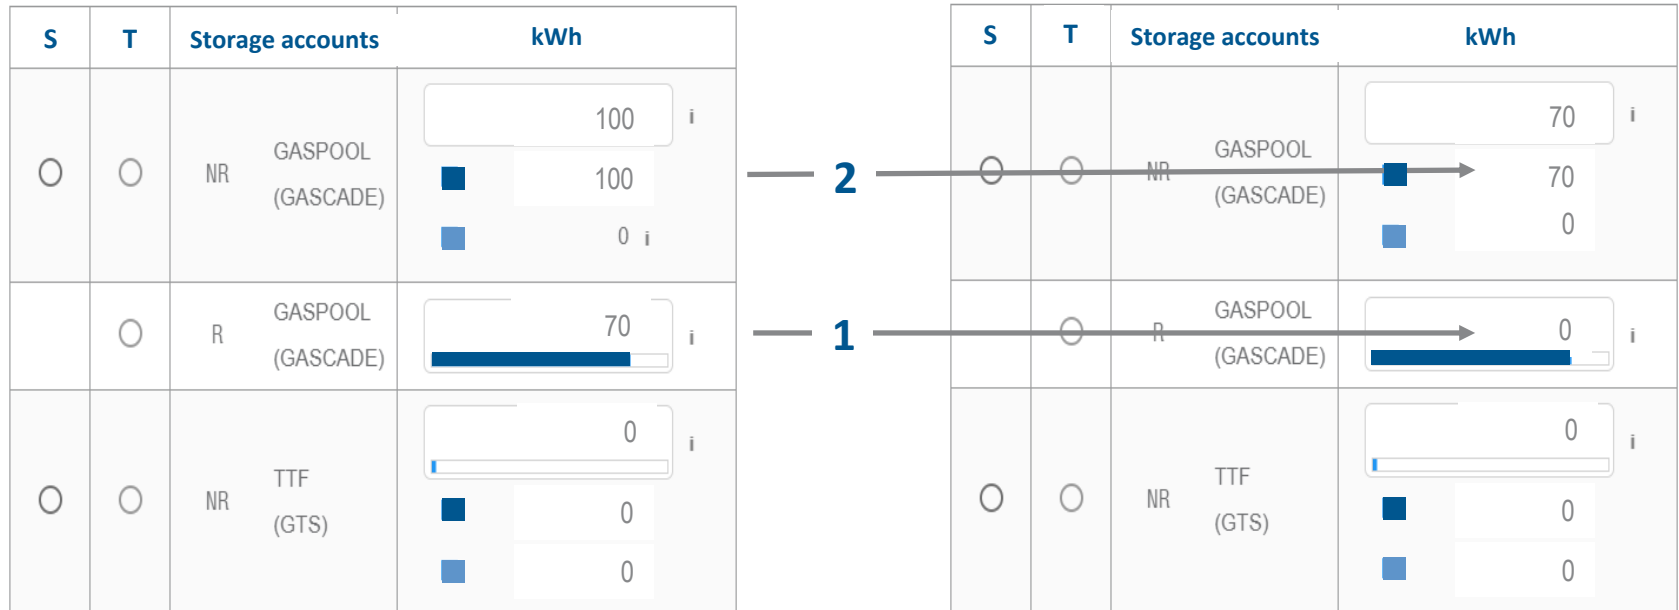 S T Storage accounts kWh
100 i
NR GASPOOL (GASCADE)
100
0 i
R GASPOOL (GASCADE)
70 i
0 i
NR TTF (GTS)
0
0
2
1
S T Storage accounts kWh
70 i
NR GASPOOL (GASCADE)
70
0
R GASPOOL (GASCADE)
0 i
0 i
NR TTF (GTS)
0
0